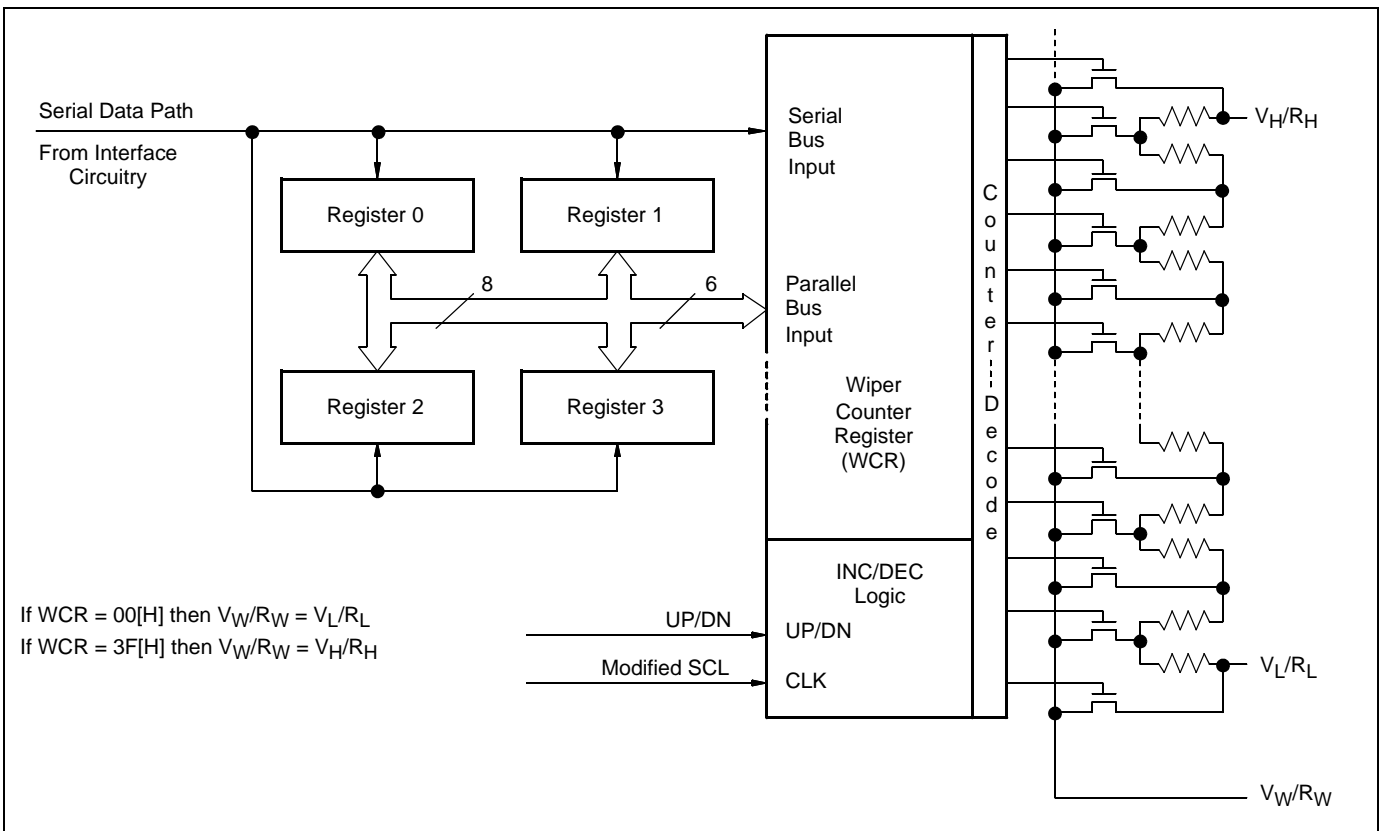 Serial Data Path
From Interface
Circuitry
Register 0
Register 1
8
6
Register 2
Register 3
Serial
Bus
Input
Parallel
Bus
Input
Wiper
Counter
Register
(WCR)
INC/DEC
Logic
UP/DN
UP/DN
Modified SCL
CLK
If WCR = 00[H] then VW/RW = VL/RL
If WCR = 3F[H] then VW/RW = VH/RH
C
o
u
n
t
e
r
D
e
c
o
d
e
VH/RH
VL/RL
VW/RW